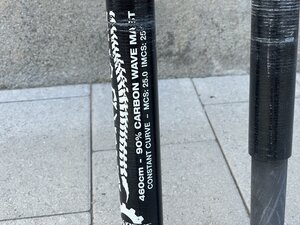 460cm - 90% CARBON WAVE MAST
CONSTANT CURVE - MCS: 25.0 IMCS: 25